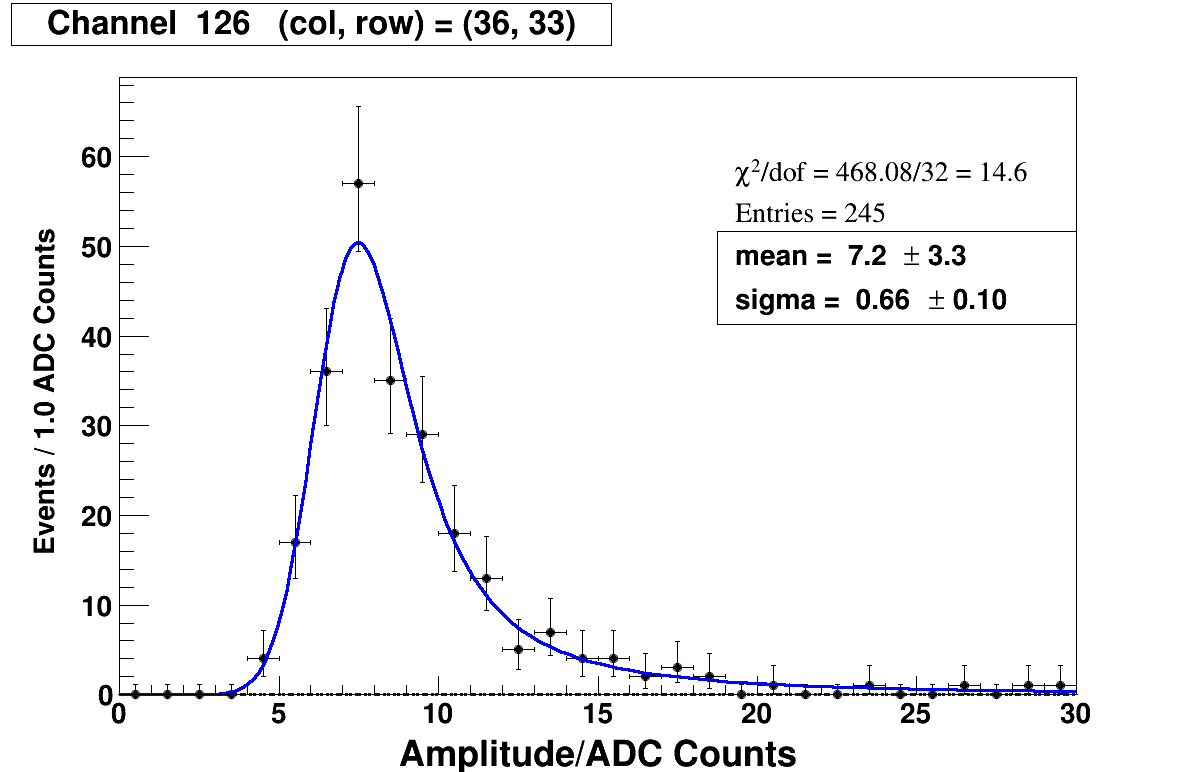 Channel 126 (col, row) = (36, 33)
χ²/dof = 468.08/32 = 14.6
Entries = 245
mean = 7.2 ± 3.3
sigma = 0.66 ± 0.10
Events / 1.0 ADC Counts
60
50
40
30
20
10
0
0 5 10 15 20 25 30
Amplitude/ADC Counts